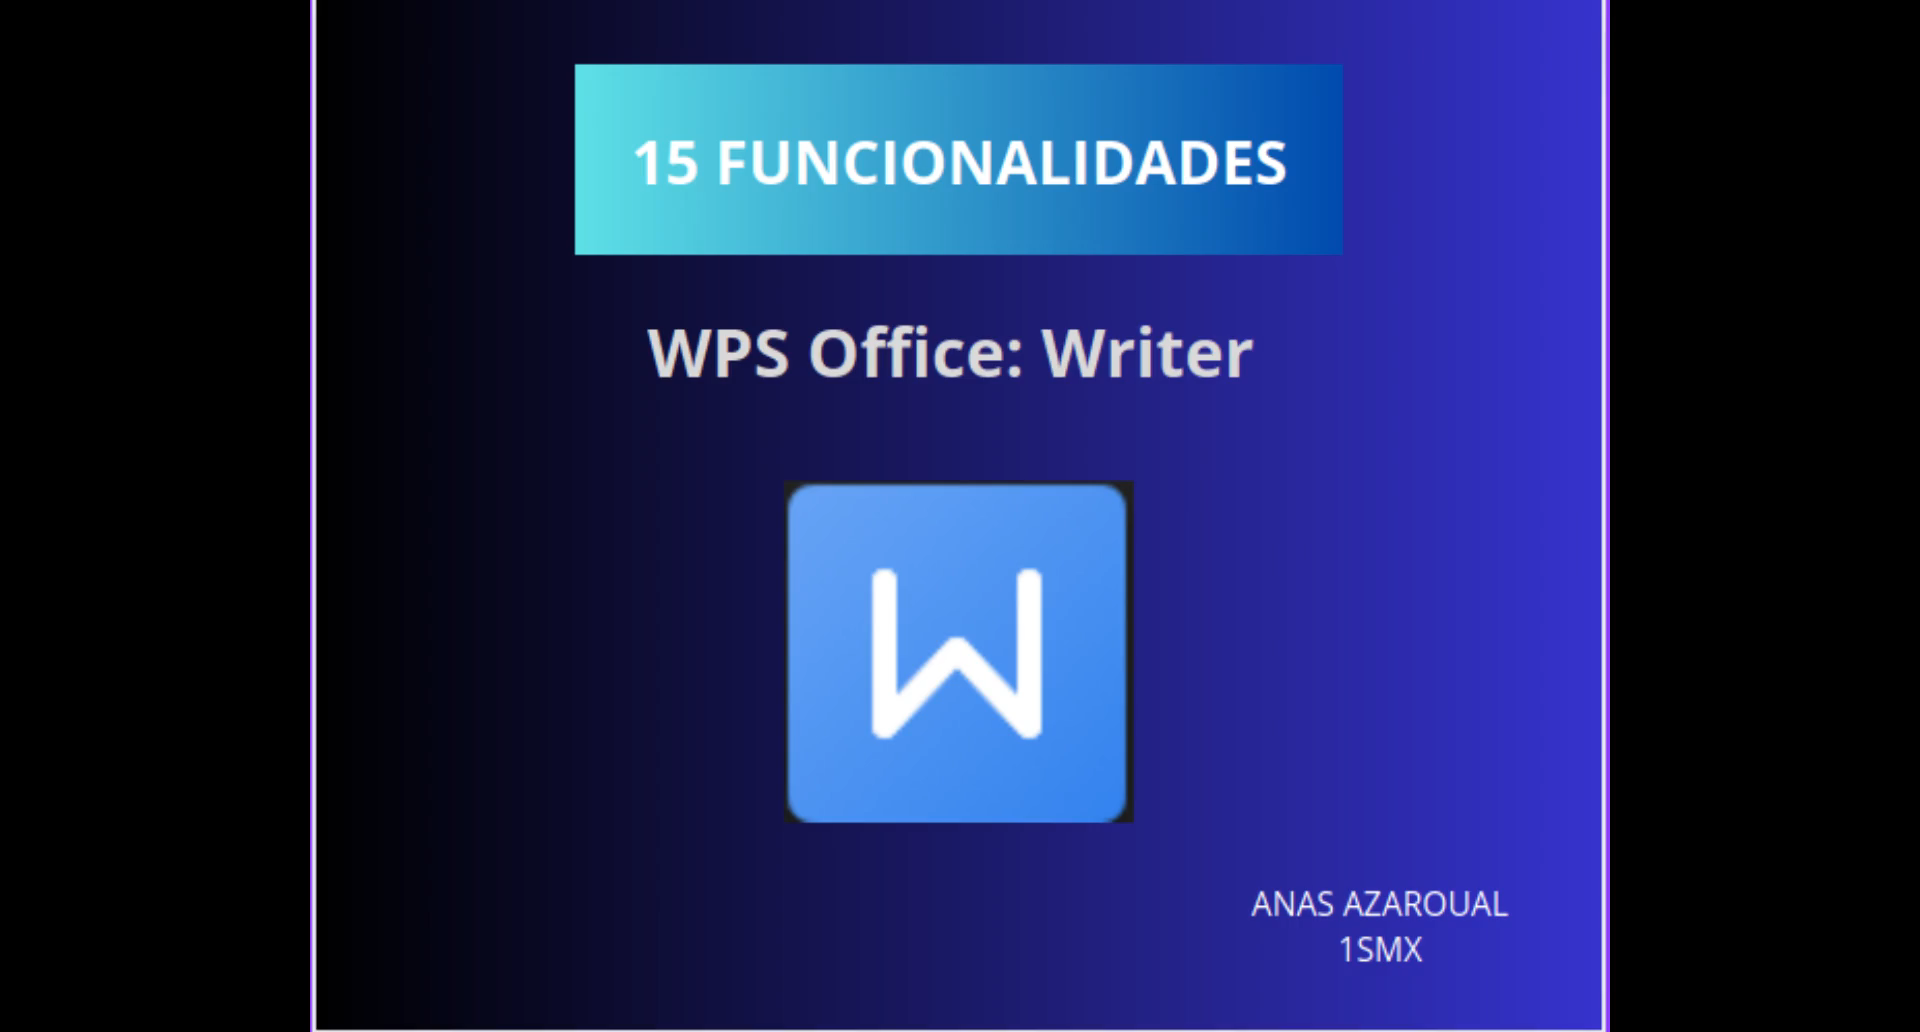 15 FUNCIONALIDADES
WPS Office: Writer
W
ANAS AZAROUAL
1SMX